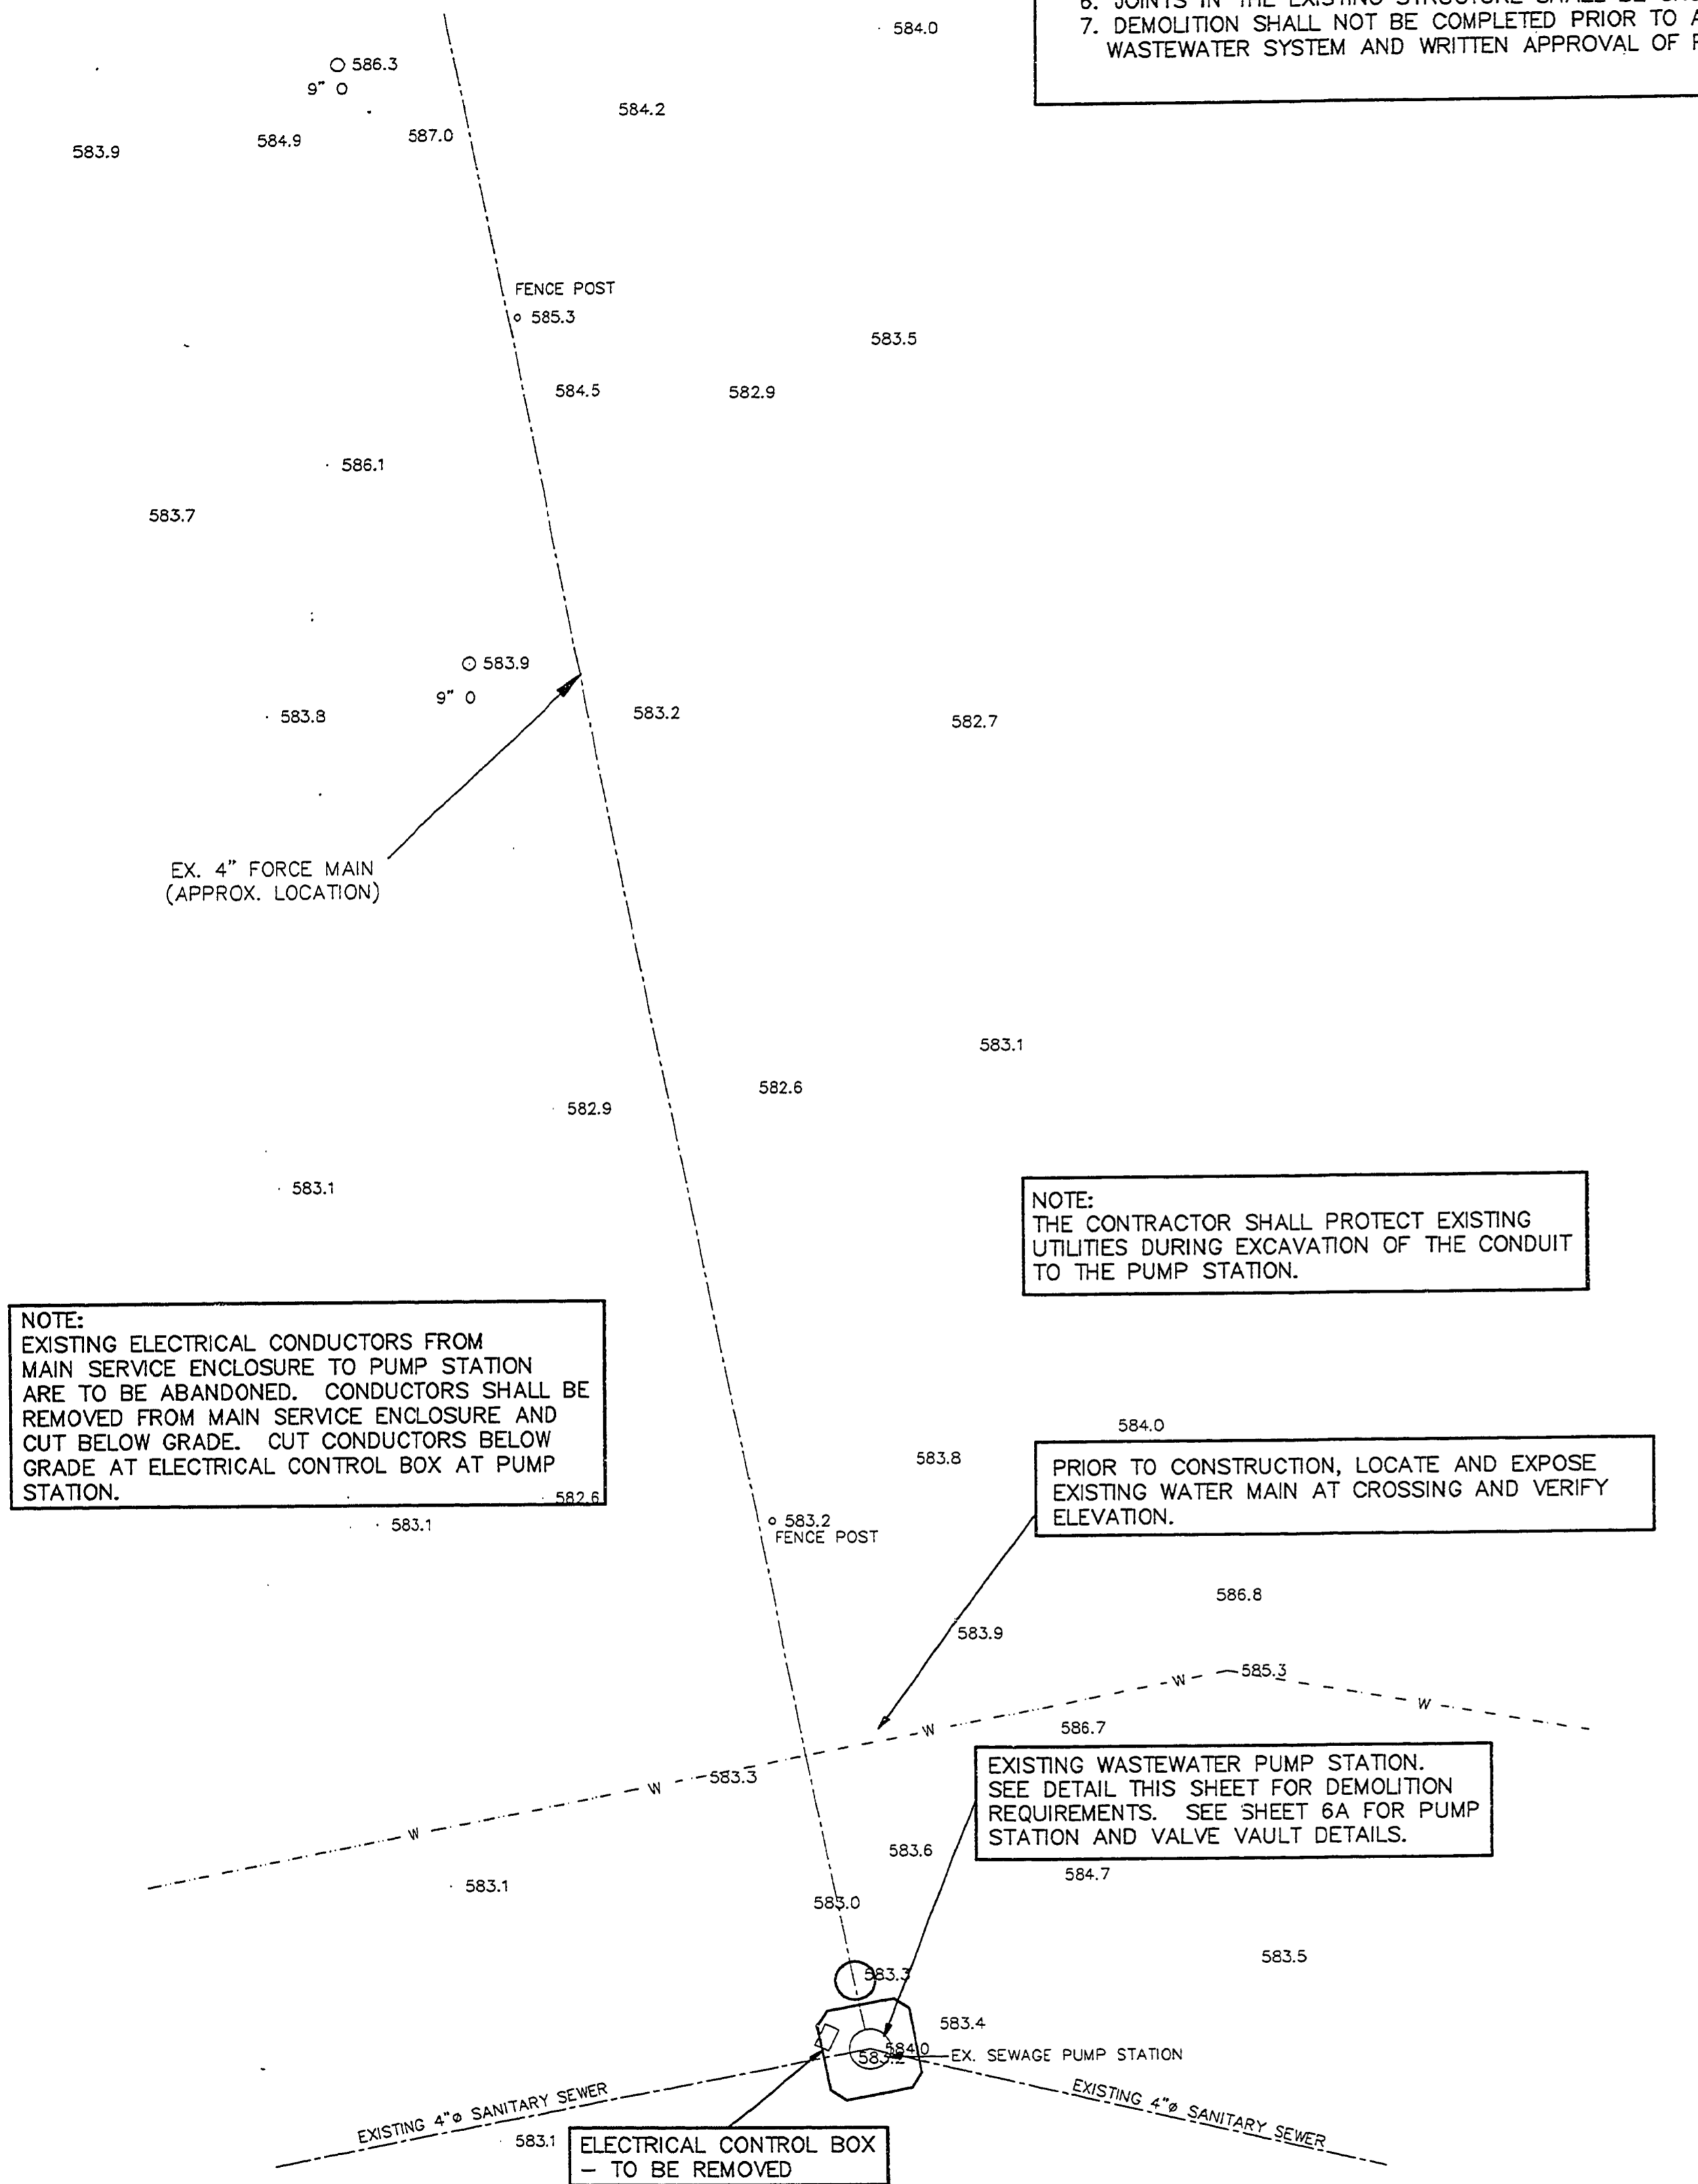 6. JOINTS IN THE EXISTING STRUCTURE SHALL BE
7. DEMOLITION SHALL NOT BE COMPLETED PRIOR TO
WASTEWATER SYSTEM AND WRITTEN APPROVAL OF
584.0
586.3
9" O
584.2
583.9
584.9
587.0
FENCE POST
585.3
583.5
584.5
582.9
586.1
583.7
583.9
9" O
583.8
583.2
582.7
EX. 4" FORCE MAIN
(APPROX. LOCATION)
583.1
582.6
582.9
583.1
NOTE:
THE CONTRACTOR SHALL PROTECT EXISTING
UTILITIES DURING EXCAVATION OF THE CONDUIT
TO THE PUMP STATION.
NOTE:
EXISTING ELECTRICAL CONDUCTORS FROM
MAIN SERVICE ENCLOSURE TO PUMP STATION
ARE TO BE ABANDONED. CONDUCTORS SHALL BE
REMOVED FROM MAIN SERVICE ENCLOSURE AND
CUT BELOW GRADE. CUT CONDUCTORS BELOW
GRADE AT ELECTRICAL CONTROL BOX AT PUMP
STATION.
582.6
584.0
583.8
PRIOR TO CONSTRUCTION, LOCATE AND EXPOSE
EXISTING WATER MAIN AT CROSSING AND VERIFY
ELEVATION.
583.1
583.2
FENCE POST
586.8
583.9
585.3
W
W
586.7
W
583.3
W
W
EXISTING WASTEWATER PUMP STATION.
SEE DETAIL THIS SHEET FOR DEMOLITION
REQUIREMENTS. SEE SHEET 6A FOR PUMP
STATION AND VALVE VAULT DETAILS.
583.6
584.7
583.1
583.0
583.5
583.3
583.4
584.0
583.2
EX. SEWAGE PUMP STATION
EXISTING 4"ø SANITARY SEWER
EXISTING 4"ø SANITARY SEWER
583.1
ELECTRICAL CONTROL BOX
- TO BE REMOVED